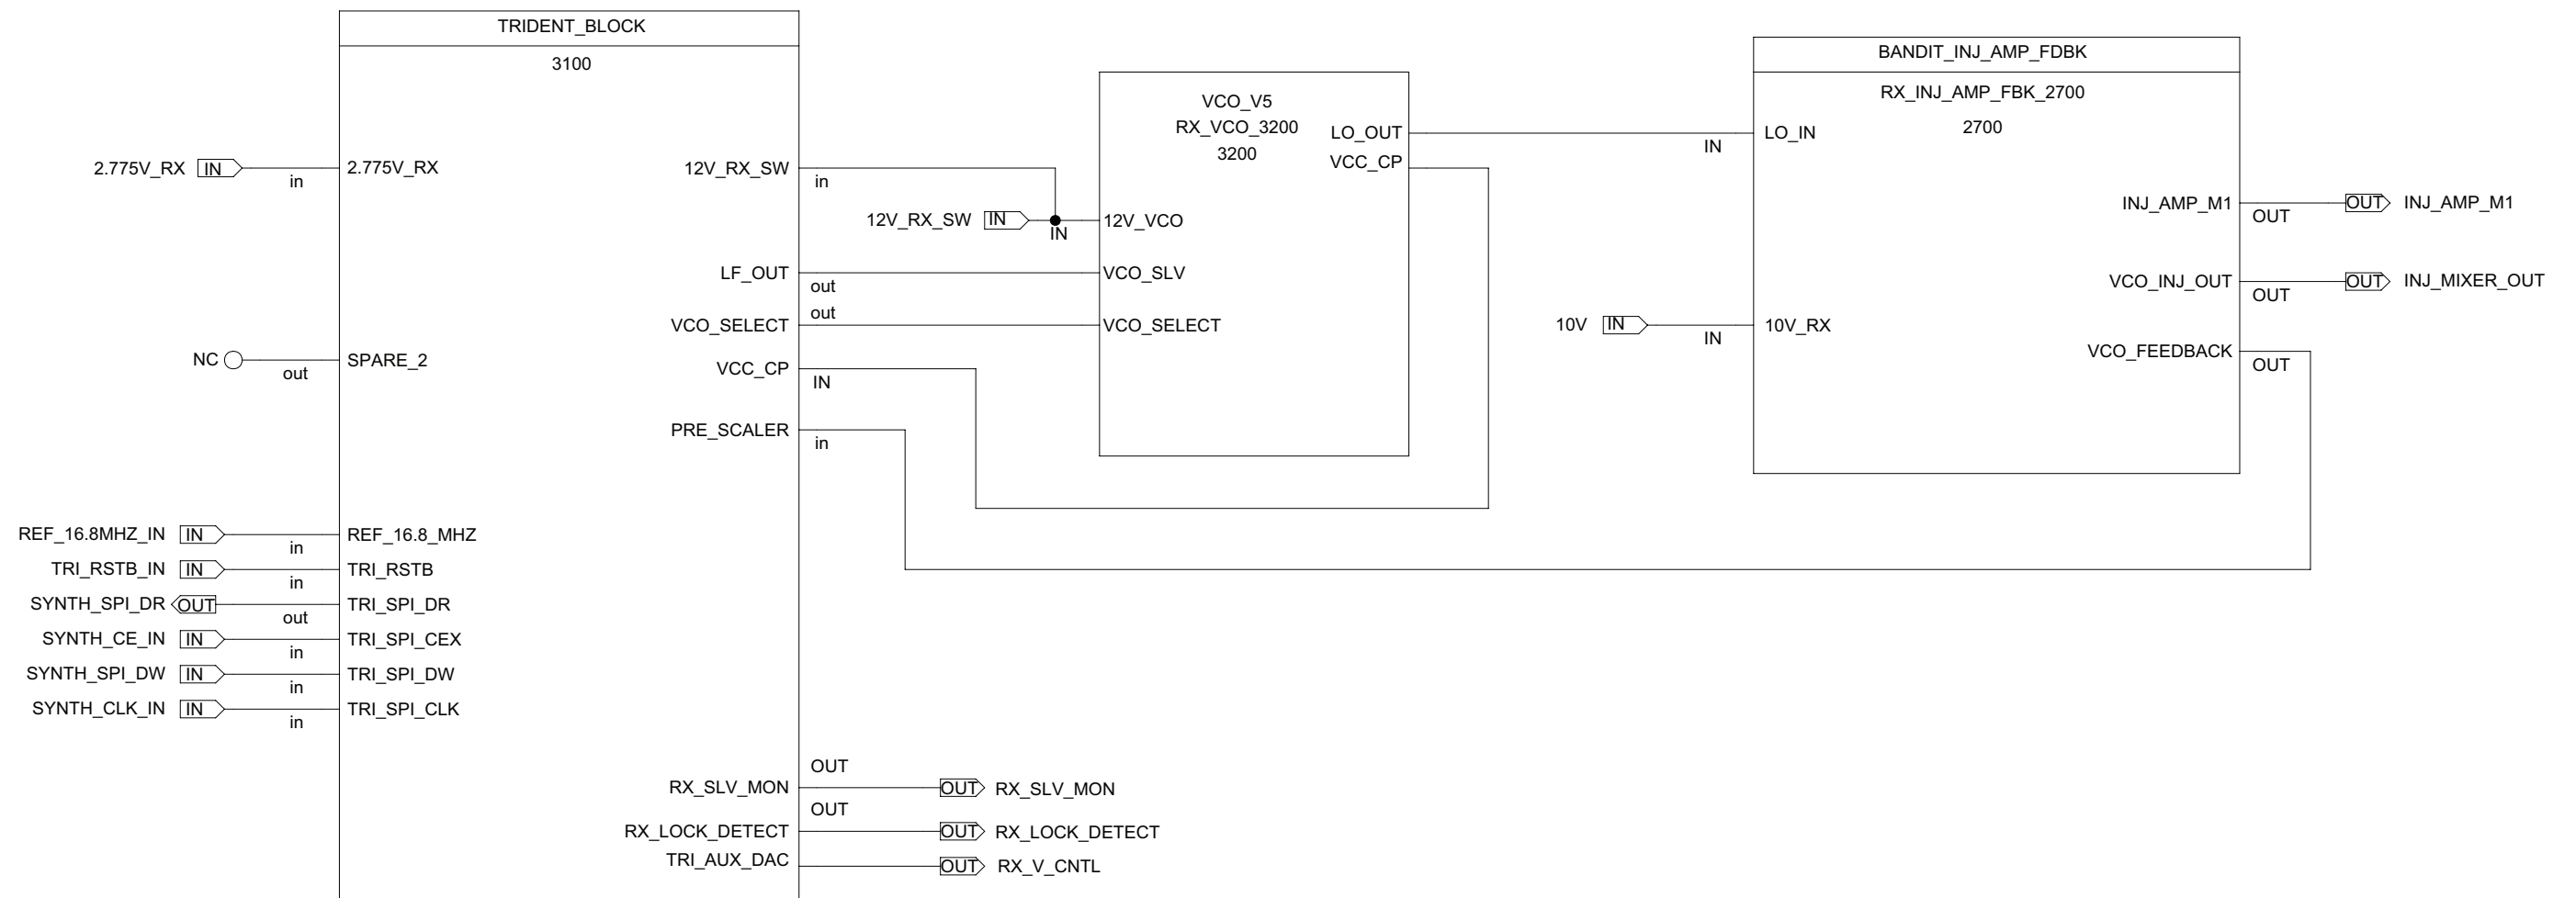 TRIDENT_BLOCK
3100
2.775V_RX IN in 2.775V_RX
NC out SPARE_2
REF_16.8MHZ_IN IN in REF_16.8_MHZ
TRI_RSTB_IN IN in TRI_RSTB
SYNTH_SPI_DR OUT out TRI_SPI_DR
SYNTH_CE_IN IN in TRI_SPI_CEX
SYNTH_SPI_DW IN in TRI_SPI_DW
SYNTH_CLK_IN IN in TRI_SPI_CLK
12V_RX_SW in
LF_OUT out
VCO_SELECT out
VCC_CP IN
PRE_SCALER in
RX_SLV_MON OUT OUT RX_SLV_MON
RX_LOCK_DETECT OUT OUT RX_LOCK_DETECT
TRI_AUX_DAC OUT RX_V_CNTL
VCO_V5
RX_VCO_3200
3200
12V_RX_SW IN IN 12V_VCO
VCO_SLV
VCO_SELECT
LO_OUT
VCC_CP
BANDIT_INJ_AMP_FDBK
RX_INJ_AMP_FBK_2700
2700
IN LO_IN
10V IN IN 10V_RX
INJ_AMP_M1 OUT OUT INJ_AMP_M1
VCO_INJ_OUT OUT OUT INJ_MIXER_OUT
VCO_FEEDBACK OUT